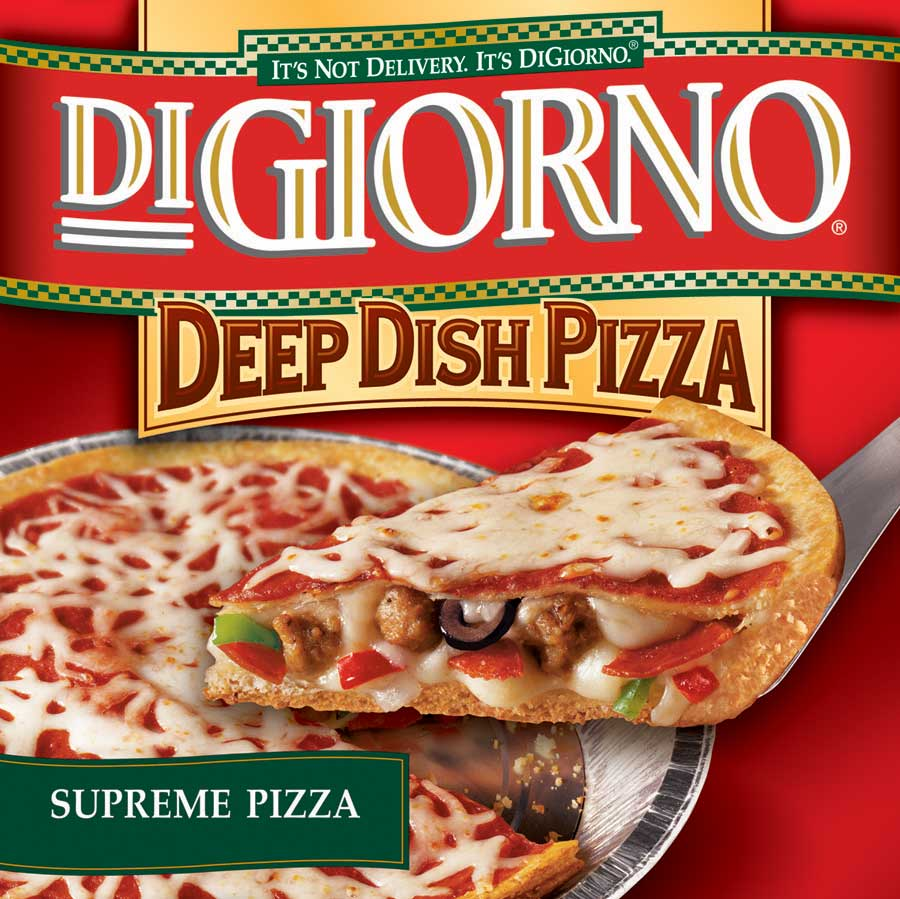 IT'S NOT DELIVERY. IT'S DIGIORNO.®
DIGIORNO®
DEEP DISH PIZZA
SUPREME PIZZA